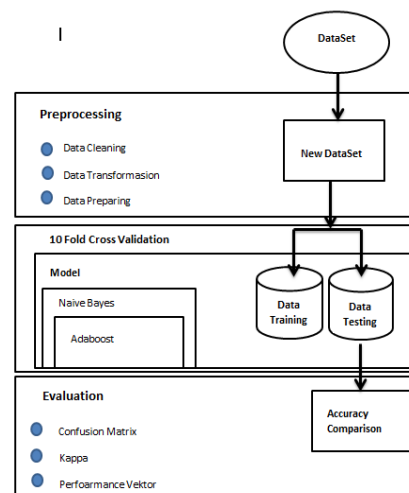 I
DataSet
Preprocessing
Data Cleaning
Data Transformasion
Data Preparing
New DataSet
10 Fold Cross Validation
Model
Naive Bayes
Adaboost
Data
Training
Data
Testing
Evaluation
Confusion Matrix
Kappa
Perfoarmance Vektor
Accuracy
Comparison